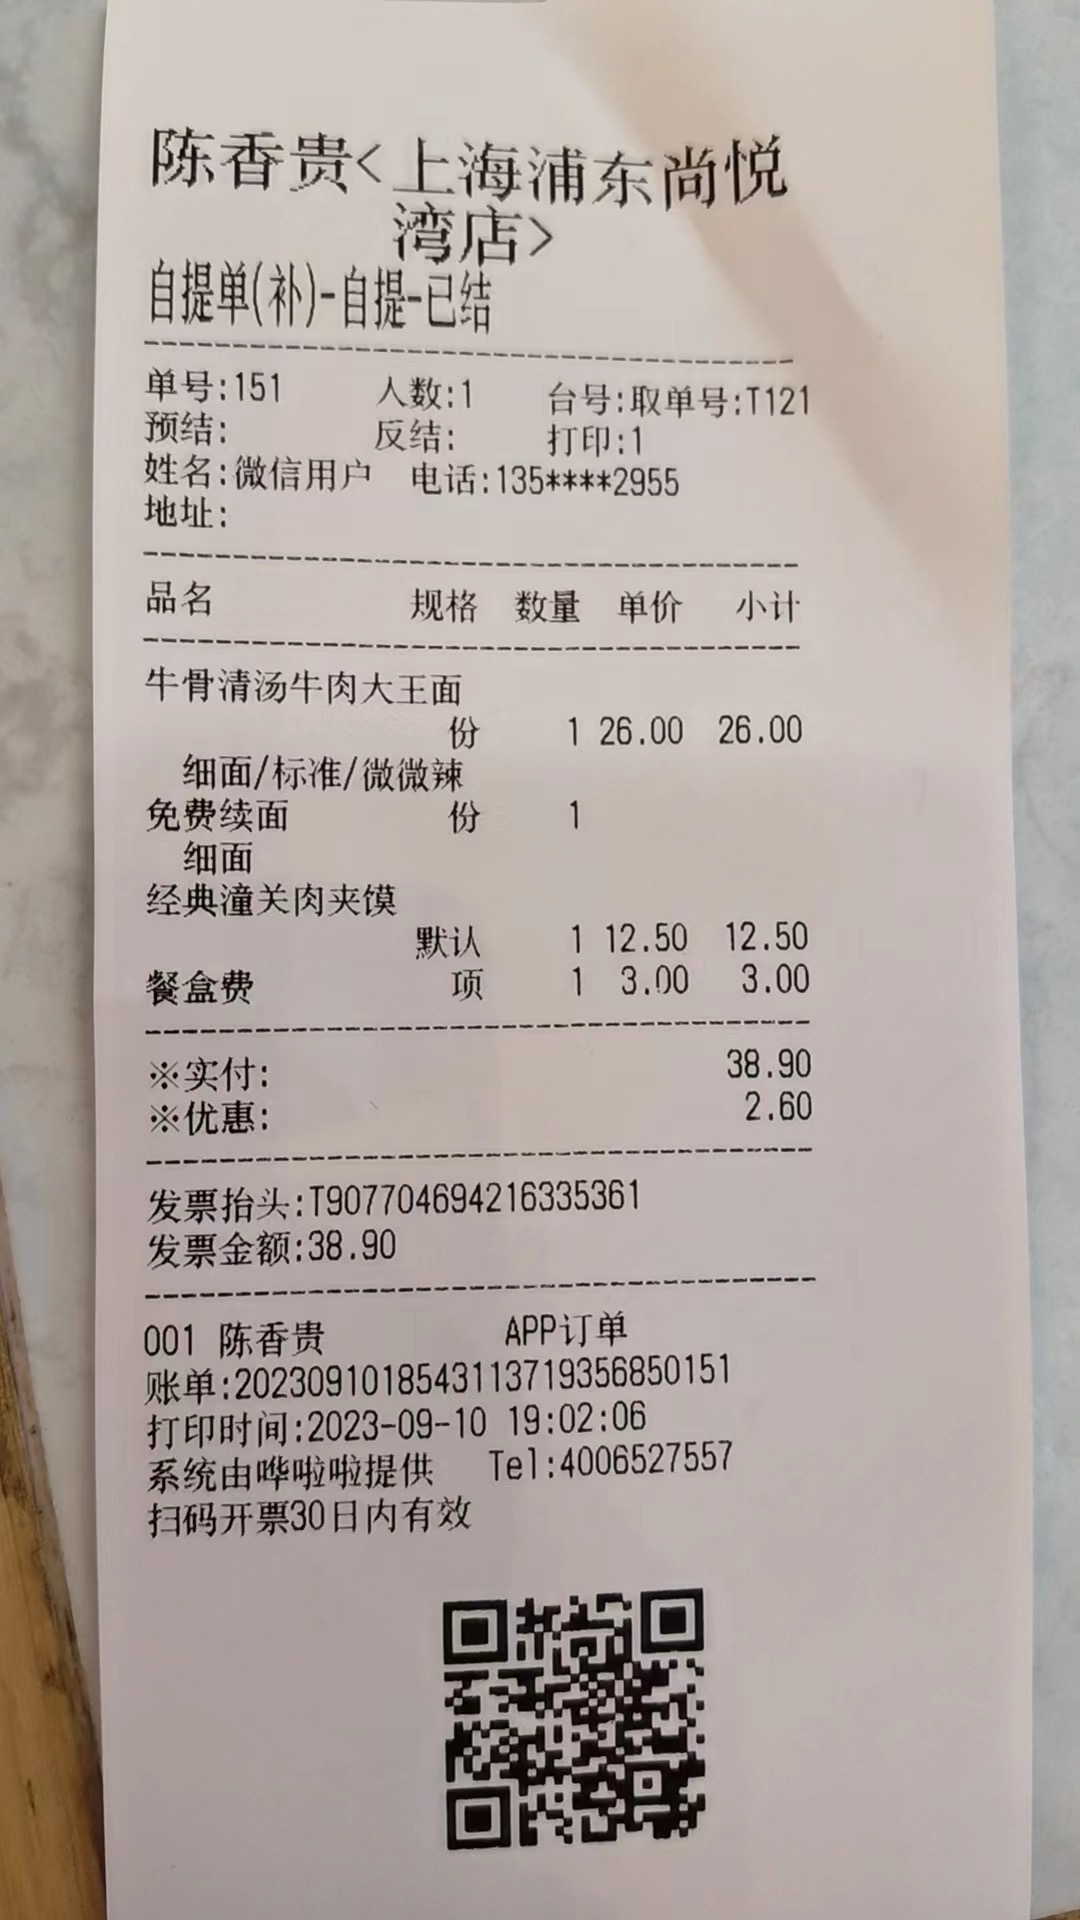 陈香贵<上海浦东尚悦
湾店>
自提单(补)-自提-已结
单号:151 人数:1 台号:取单号:T121
预结: 反结: 打印:1
姓名:微信用户 电话:135****2955
地址:
品名 规格 数量 单价 小计
牛骨清汤牛肉大王面
份 1 26.00 26.00
细面/标准/微微辣
免费续面 份 1
细面
经典潼关肉夹馍
默认 1 12.50 12.50
餐盒费 项 1 3.00 3.00
※实付: 38.90
※优惠: 2.60
发票抬头:T907704694216335361
发票金额:38.90
001 陈香贵 APP订单
账单:2023091018543113719356850151
打印时间:2023-09-10 19:02:06
系统由哗啦啦提供 Tel:4006527557
扫码开票30日内有效